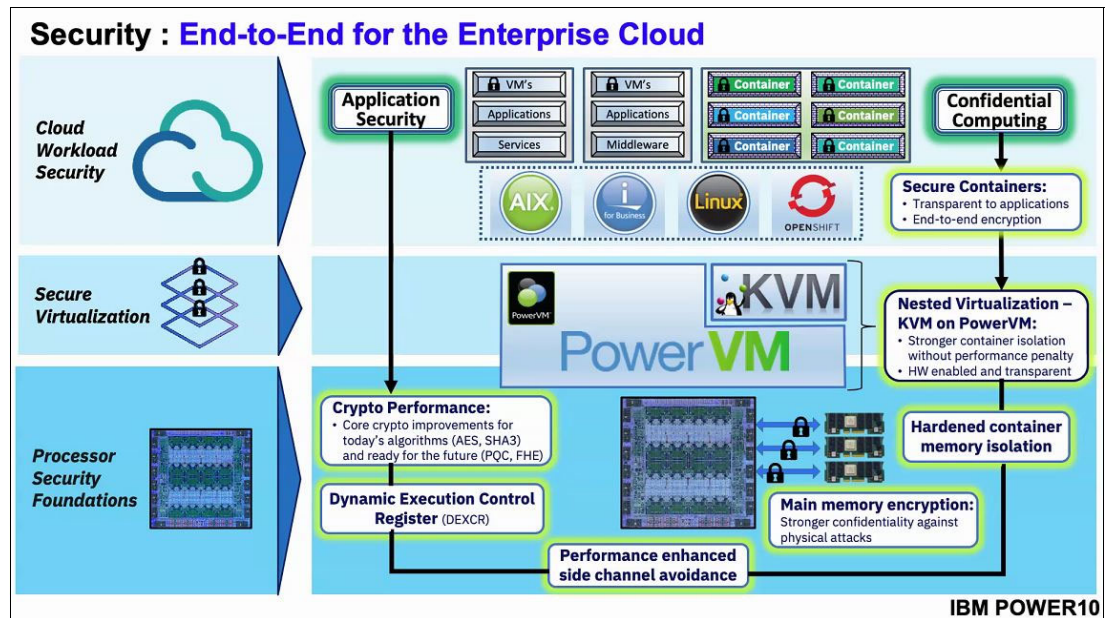 Security : End-to-End for the Enterprise Cloud
Cloud
Workload
Security
Application
Security
VM's
Applications
Services
VM's
Applications
Middleware
Container
Container
Container
Container
Container
Container
Confidential
Computing
AIX
i
for Business
Linux
OPENSHIFT
Secure Containers:
• Transparent to applications
• End-to-end encryption
Secure
Virtualization
PowerVM
KVM
PowerVM
Nested Virtualization –
KVM on PowerVM:
• Stronger container isolation
without performance penalty
• HW enabled and transparent
Processor
Security
Foundations
Crypto Performance:
• Core crypto improvements for
today's algorithms (AES, SHA3)
and ready for the future (PQC, FHE)
Dynamic Execution Control
Register (DEXCR)
Hardened container
memory isolation
Main memory encryption:
Stronger confidentiality against
physical attacks
Performance enhanced
side channel avoidance
IBM POWER10